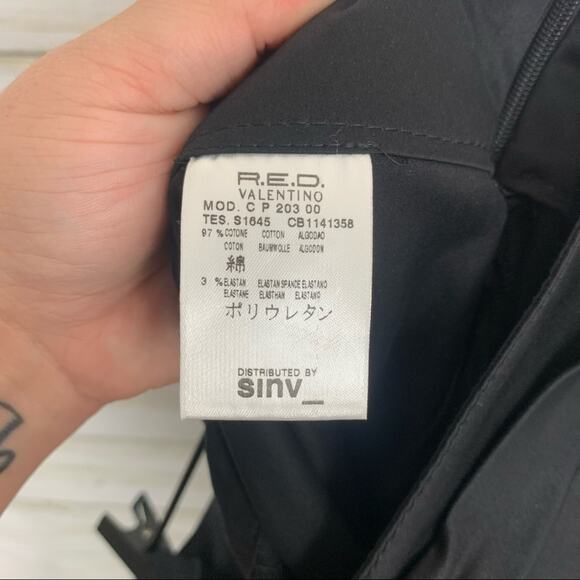 R.E.D.
VALENTINO
MOD. C P 203 00
TES. S1645 CB1141358
97 % COTONE COTTON ALGODAO
COTON BAUMWOLLE ALGODON
綿
3 % ELASTAN ELASTAN SPANDE ELASTANO
ELASTANE ELASTHAN ELASTANO
ポリウレタン
DISTRIBUTED BY
sinv_